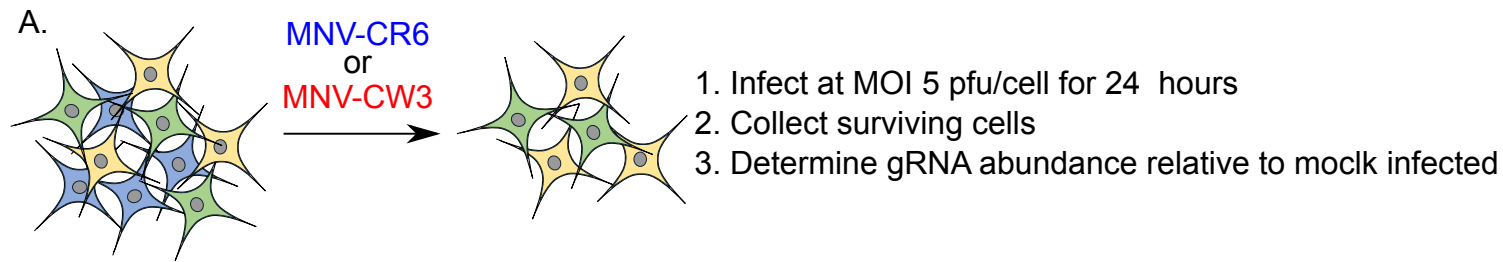 A.
MNV-CR6
or
MNV-CW3
1. Infect at MOI 5 pfu/cell for 24 hours
2. Collect surviving cells
3. Determine gRNA abundance relative to moclk infected